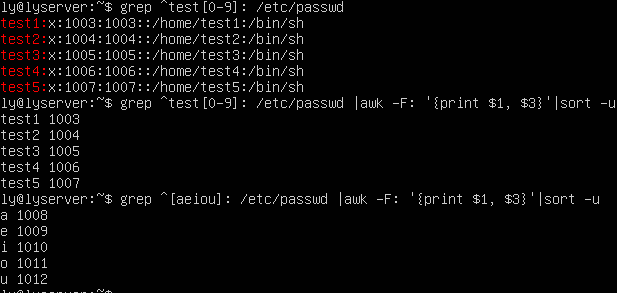 ly@lyserver:~$ grep ^test[0-9]: /etc/passwd
test1:x:1003:1003::/home/test1:/bin/sh
test2:x:1004:1004::/home/test2:/bin/sh
test3:x:1005:1005::/home/test3:/bin/sh
test4:x:1006:1006::/home/test4:/bin/sh
test5:x:1007:1007::/home/test5:/bin/sh
ly@lyserver:~$ grep ^test[0-9]: /etc/passwd |awk -F: '{print $1, $3}'|sort -u
test1 1003
test2 1004
test3 1005
test4 1006
test5 1007
ly@lyserver:~$ grep ^[aeiou]: /etc/passwd |awk -F: '{print $1, $3}'|sort -u
a 1008
e 1009
i 1010
o 1011
u 1012